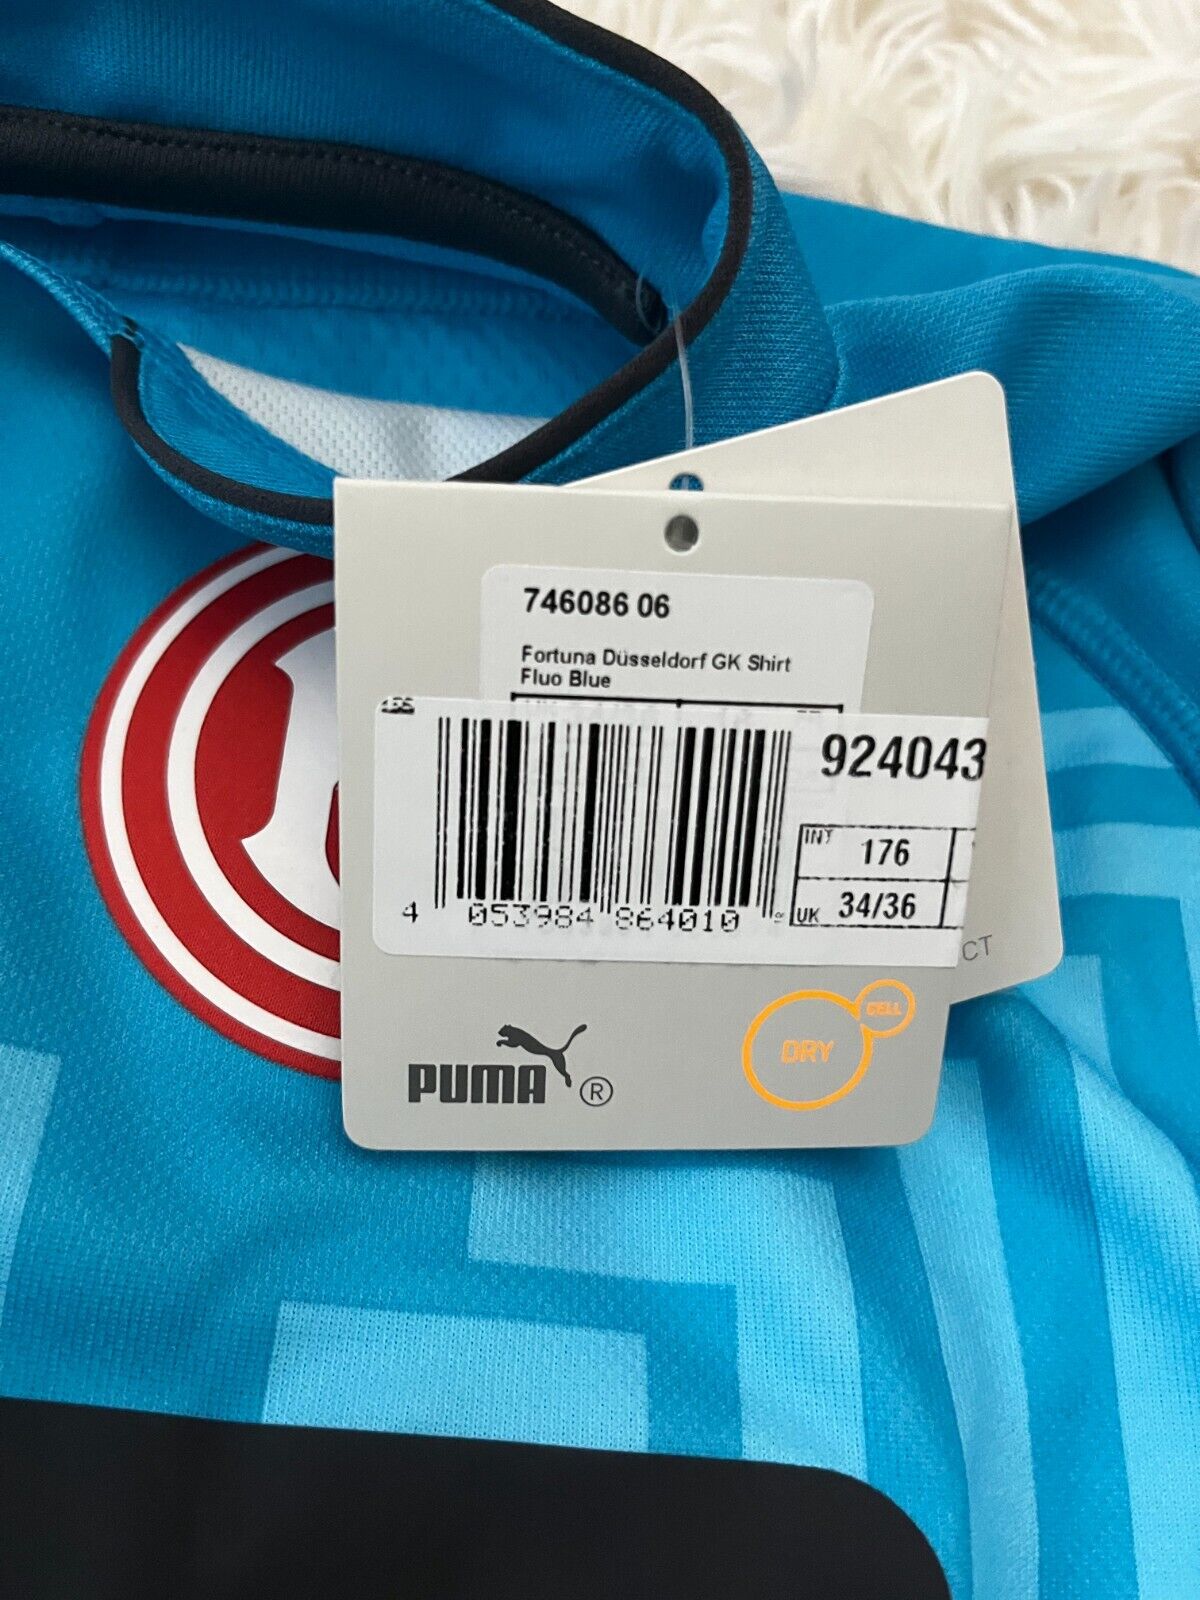 746086 06
Fortuna Düsseldorf GK Shirt
Fluo Blue
924043
INT 176
UK 34/36
4 053984 864010
CT
PUMA ®
DRY CELL